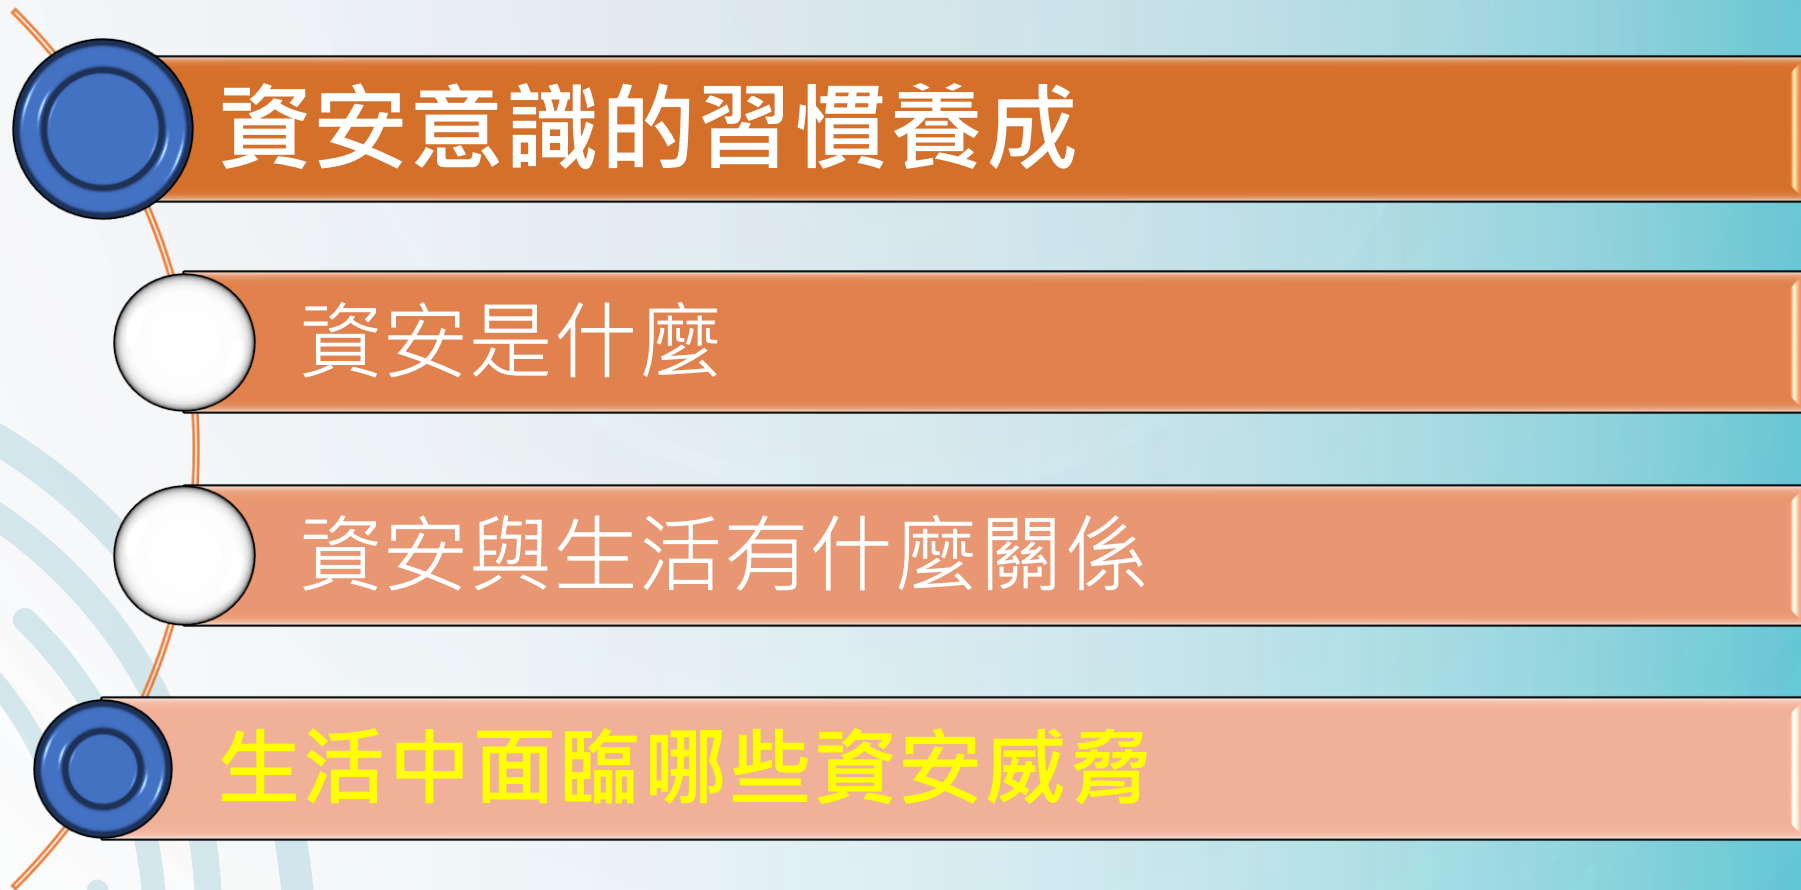 資安意識的習慣養成
資安是什麼
資安與生活有什麼關係
生活中面臨哪些資安威脅